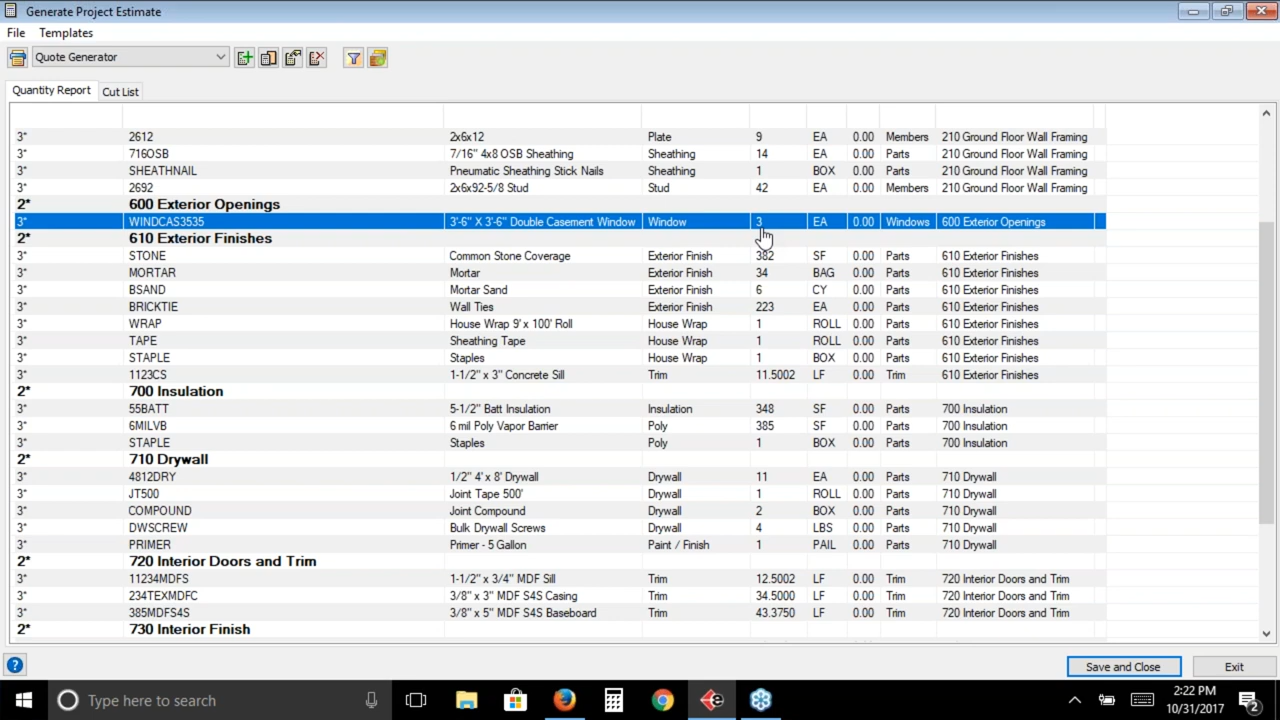 Generate Project Estimate
File Templates
Quote Generator
Quantity Report Cut List
3* 2612 2x6x12 Plate 9 EA 0.00 Members 210 Ground Floor Wall Framing
3* 716OSB 7/16" 4x8 OSB Sheathing Sheathing 14 EA 0.00 Parts 210 Ground Floor Wall Framing
3* SHEATHNAIL Pneumatic Sheathing Stick Nails Sheathing 1 BOX 0.00 Parts 210 Ground Floor Wall Framing
3* 2692 2x6x92-5/8 Stud Stud 42 EA 0.00 Members 210 Ground Floor Wall Framing
2* 600 Exterior Openings
3* WINDCAS3535 3'-6" X 3'-6" Double Casement Window Window 3 EA 0.00 Windows 600 Exterior Openings
2* 610 Exterior Finishes
3* STONE Common Stone Coverage Exterior Finish 382 SF 0.00 Parts 610 Exterior Finishes
3* MORTAR Mortar Exterior Finish 34 BAG 0.00 Parts 610 Exterior Finishes
3* BSAND Mortar Sand Exterior Finish 6 CY 0.00 Parts 610 Exterior Finishes
3* BRICKTIE Wall Ties Exterior Finish 223 EA 0.00 Parts 610 Exterior Finishes
3* WRAP House Wrap 9' x 100' Roll House Wrap 1 ROLL 0.00 Parts 610 Exterior Finishes
3* TAPE Sheathing Tape House Wrap 1 ROLL 0.00 Parts 610 Exterior Finishes
3* STAPLE Staples House Wrap 1 BOX 0.00 Parts 610 Exterior Finishes
3* 1123CS 1-1/2" x 3" Concrete Sill Trim 11.5002 LF 0.00 Trim 610 Exterior Finishes
2* 700 Insulation
3* 55BATT 5-1/2" Batt Insulation Insulation 348 SF 0.00 Parts 700 Insulation
3* 6MILVB 6 mil Poly Vapor Barrier Poly 385 SF 0.00 Parts 700 Insulation
3* STAPLE Staples Poly 1 BOX 0.00 Parts 700 Insulation
2* 710 Drywall
3* 4812DRY 1/2" 4' x 8' Drywall Drywall 11 EA 0.00 Parts 710 Drywall
3* JT500 Joint Tape 500' Drywall 1 ROLL 0.00 Parts 710 Drywall
3* COMPOUND Joint Compound Drywall 2 BOX 0.00 Parts 710 Drywall
3* DWSCREW Bulk Drywall Screws Drywall 4 LBS 0.00 Parts 710 Drywall
3* PRIMER Primer - 5 Gallon Paint / Finish 1 PAIL 0.00 Parts 710 Drywall
2* 720 Interior Doors and Trim
3* 11234MDFS 1-1/2" x 3/4" MDF Sill Trim 12.5002 LF 0.00 Trim 720 Interior Doors and Trim
3* 234TEXMDFC 3/8" x 3" MDF S4S Casing Trim 34.5000 LF 0.00 Trim 720 Interior Doors and Trim
3* 385MDFS4S 3/8" x 5" MDF S4S Baseboard Trim 43.3750 LF 0.00 Trim 720 Interior Doors and Trim
2* 730 Interior Finish
Save and Close Exit
Type here to search
2:22 PM
10/31/2017
2